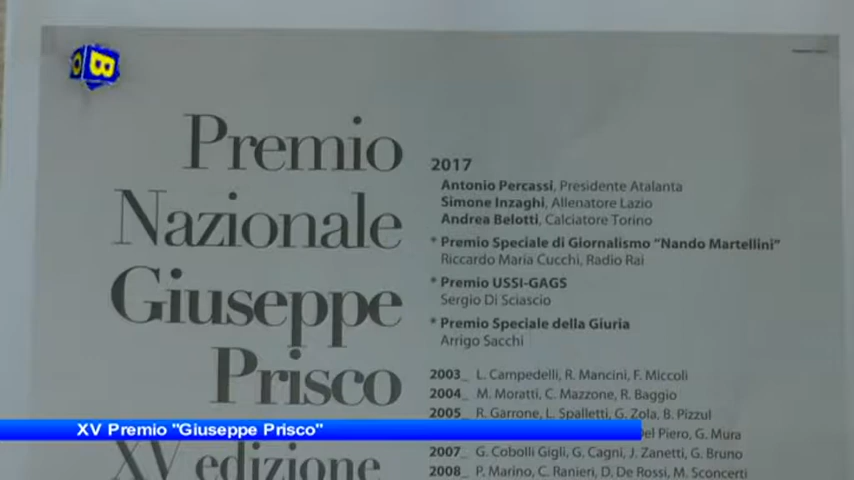 Premio
Nazionale
Giuseppe
Prisco
XV edizione
2017
Antonio Percassi, Presidente Atalanta
Simone Inzaghi, Allenatore Lazio
Andrea Belotti, Calciatore Torino
* Premio Speciale di Giornalismo "Nando Martellini"
Riccardo Maria Cucchi, Radio Rai
* Premio USSI-GAGS
Sergio Di Sciascio
* Premio Speciale della Giuria
Arrigo Sacchi
2003_ L. Campedelli, R. Mancini, F. Miccoli
2004_ M. Moratti, C. Mazzone, R. Baggio
2005_ R. Garrone, L. Spalletti, G. Zola, B. Pizzul
Del Piero, G. Mura
2007_ G. Cobolli Gigli, G. Cagni, J. Zanetti, G. Bruno
2008_ P. Marino, C. Ranieri, D. De Rossi, M. Sconcerti
XV Premio "Giuseppe Prisco"
B